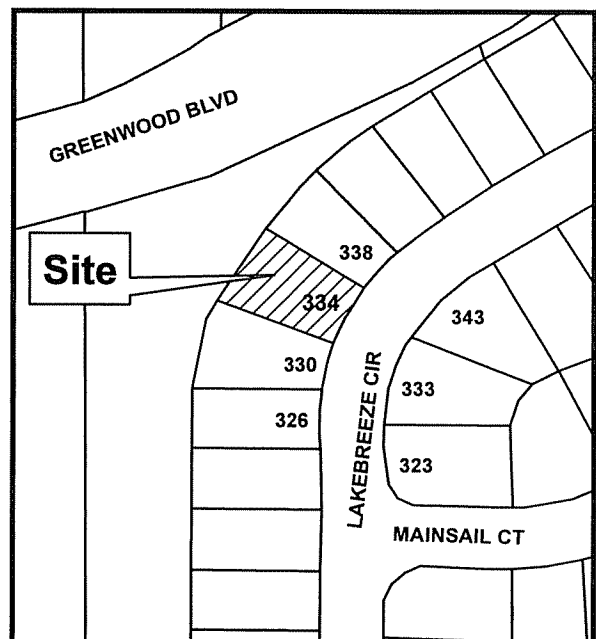 GREENWOOD BLVD
Site
338
334
343
330
333
326
LAKEBREEZE CIR
323
MAINSAIL CT